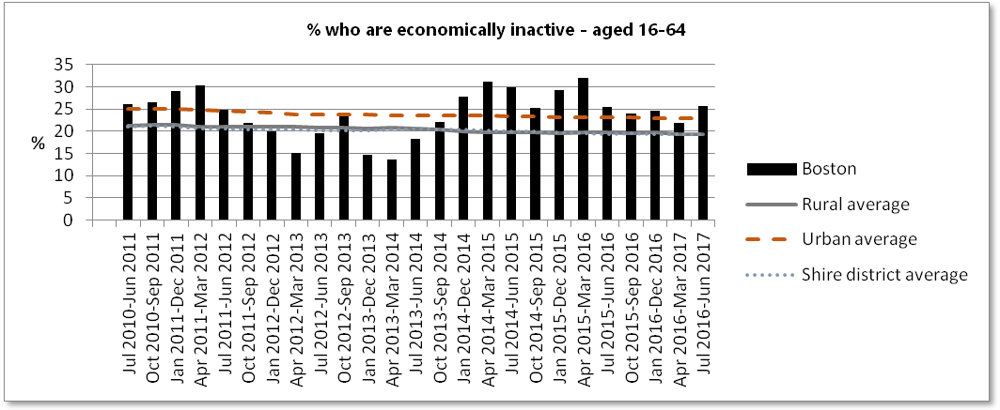 % who are economically inactive - aged 16-64
35
30
25
20
15
10
5
0
%
Jul 2010-Jun 2011
Oct 2010-Sep 2011
Jan 2011-Dec 2011
Apr 2011-Mar 2012
Jul 2011-Jun 2012
Oct 2011-Sep 2012
Jan 2012-Dec 2012
Apr 2012-Mar 2013
Jul 2012-Jun 2013
Oct 2012-Sep 2013
Jan 2013-Dec 2013
Apr 2013-Mar 2014
Jul 2013-Jun 2014
Oct 2013-Sep 2014
Jan 2014-Dec 2014
Apr 2014-Mar 2015
Jul 2014-Jun 2015
Oct 2014-Sep 2015
Jan 2015-Dec 2015
Apr 2015-Mar 2016
Jul 2015-Jun 2016
Oct 2015-Sep 2016
Jan 2016-Dec 2016
Apr 2016-Mar 2017
Jul 2016-Jun 2017
Boston
Rural average
Urban average
Shire district average